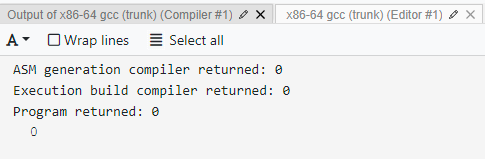 Output of x86-64 gcc (trunk) (Compiler #1) x86-64 gcc (trunk) (Editor #1)
A Wrap lines Select all
ASM generation compiler returned: 0
Execution build compiler returned: 0
Program returned: 0
0